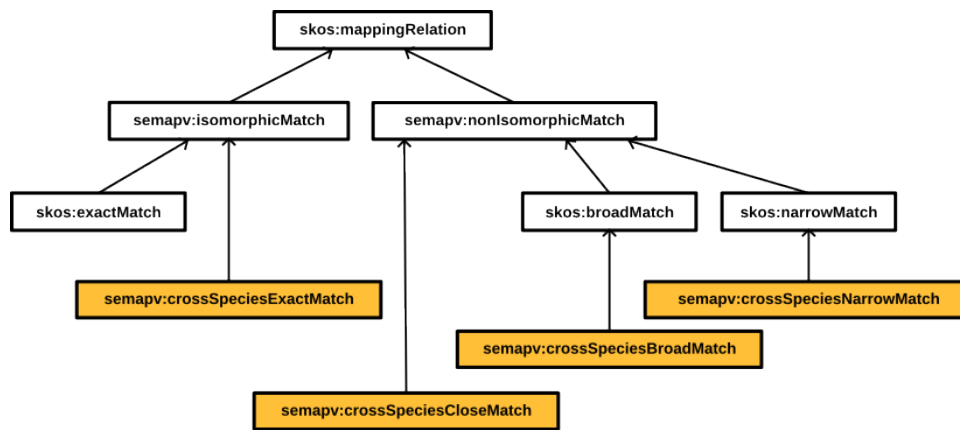 skos:mappingRelation
semapv:isomorphicMatch
semapv:nonIsomorphicMatch
skos:exactMatch
skos:broadMatch
skos:narrowMatch
semapv:crossSpeciesExactMatch
semapv:crossSpeciesNarrowMatch
semapv:crossSpeciesBroadMatch
semapv:crossSpeciesCloseMatch